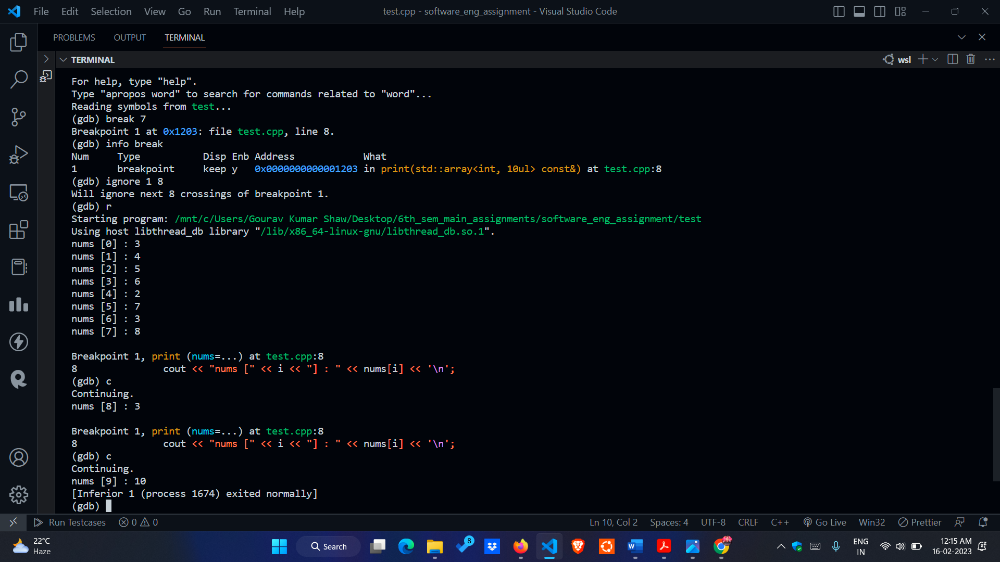 File Edit Selection View Go Run Terminal Help test.cpp - software_eng_assignment - Visual Studio Code
PROBLEMS OUTPUT TERMINAL
TERMINAL wsl
For help, type "help".
Type "apropos word" to search for commands related to "word"...
Reading symbols from test...
(gdb) break 7
Breakpoint 1 at 0x1203: file test.cpp, line 8.
(gdb) info break
Num Type Disp Enb Address What
1 breakpoint keep y 0x0000000000001203 in print(std::array<int, 10ul> const&) at test.cpp:8
(gdb) ignore 1 8
Will ignore next 8 crossings of breakpoint 1.
(gdb) r
Starting program: /mnt/c/Users/Gourav Kumar Shaw/Desktop/6th_sem_main_assignments/software_eng_assignment/test
Using host libthread_db library "/lib/x86_64-linux-gnu/libthread_db.so.1".
nums [0] : 3
nums [1] : 4
nums [2] : 5
nums [3] : 6
nums [4] : 2
nums [5] : 7
nums [6] : 3
nums [7] : 8
Breakpoint 1, print (nums=...) at test.cpp:8
8 cout << "nums [" << i << "] : " << nums[i] << '\n';
(gdb) c
Continuing.
nums [8] : 3
Breakpoint 1, print (nums=...) at test.cpp:8
8 cout << "nums [" << i << "] : " << nums[i] << '\n';
(gdb) c
Continuing.
nums [9] : 10
[Inferior 1 (process 1674) exited normally]
(gdb)
Run Testcases 0 0 Ln 10, Col 2 Spaces: 4 UTF-8 CRLF C++ Go Live Win32 Prettier
22°C
Haze
Search
8
ENG
IN
12:15 AM
16-02-2023